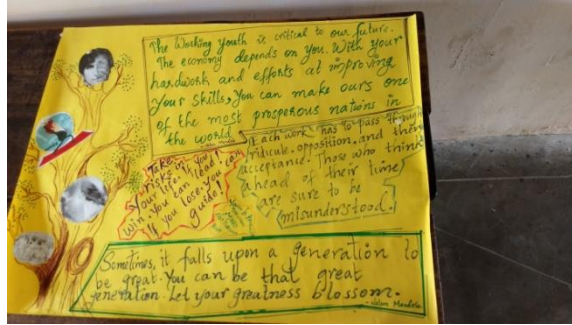 The Working Youth is critical to our future.
The economy depends on you. With your
hardwork and efforts at improving
your skills, you can make ours one
of the most prosperous nations in
the world
Each work has to pass through
ridicule, opposition, and then
acceptance. Those who think
ahead of their time
are sure to be
misunderstood.
Take
risks in
your life. If you
win, you can lead!
If you lose, you can
guide!
Sometimes, it falls upon a generation to
be great. You can be that great
generation. Let your greatness blossom.
- Nelson Mandela